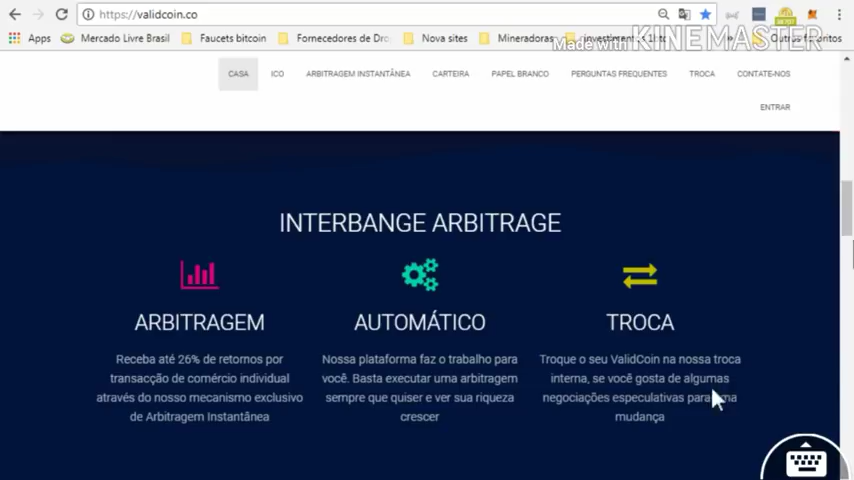 https://validcoin.co
Apps Mercado Livre Brasil Faucets bitcoin Fornecedores de Dro Nova sites Mineradoras Outros favoritos
Made with KINEMASTER
CASA ICO ARBITRAGEM INSTANTÂNEA CARTEIRA PAPEL BRANCO PERGUNTAS FREQUENTES TROCA CONTATE-NOS
ENTRAR
INTERBANGE ARBITRAGE
ARBITRAGEM
Receba até 26% de retornos por
transacção de comércio individual
através do nosso mecanismo exclusivo
de Arbitragem Instantânea
AUTOMÁTICO
Nossa plataforma faz o trabalho para
você. Basta executar uma arbitragem
sempre que quiser e ver sua riqueza
crescer
TROCA
Troque o seu ValidCoin na nossa troca
interna, se você gosta de algumas
negociações especulativas para uma
mudança